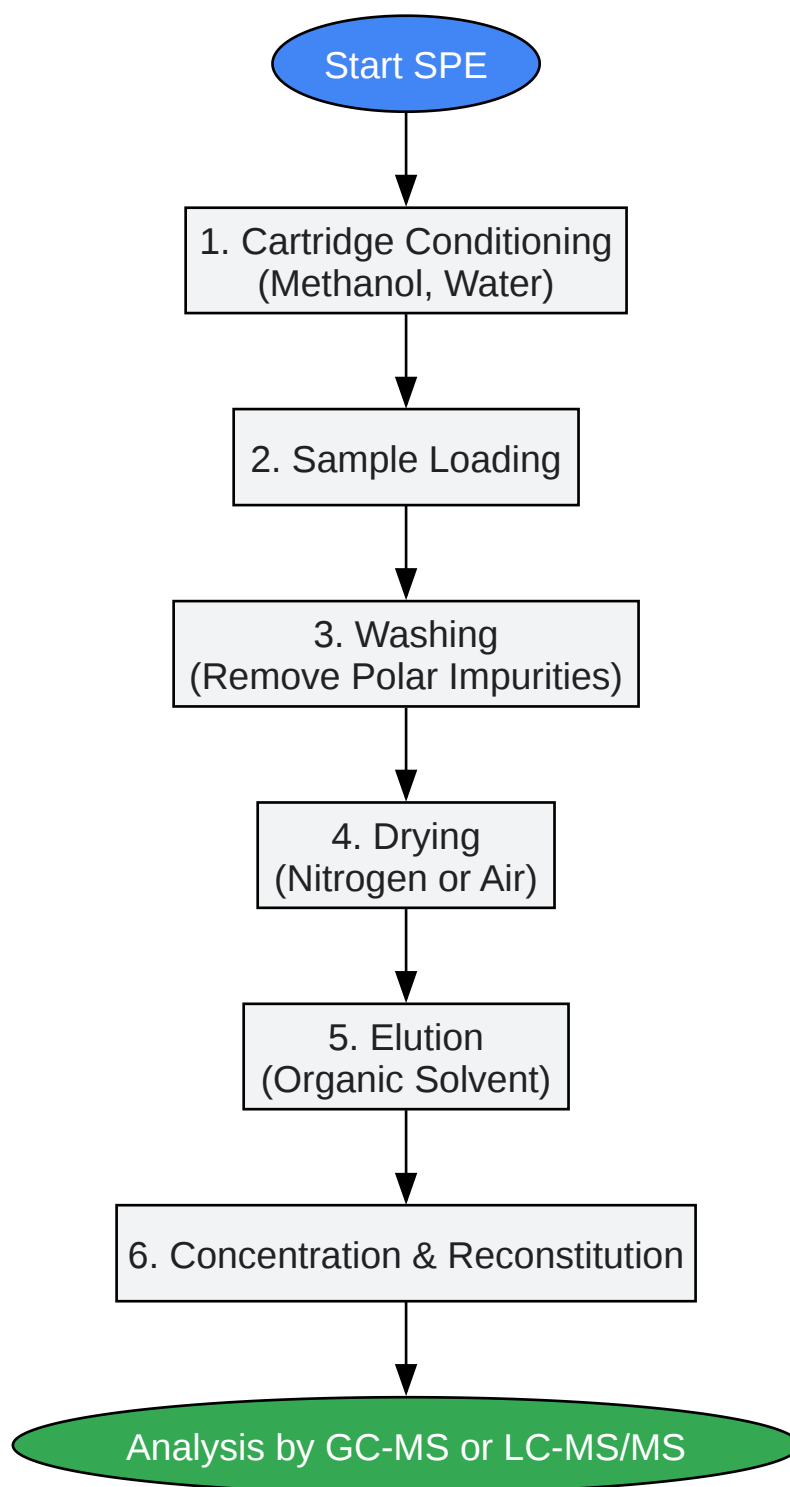 Start SPE
1. Cartridge Conditioning
(Methanol, Water)
2. Sample Loading
3. Washing
(Remove Polar Impurities)
4. Drying
(Nitrogen or Air)
5. Elution
(Organic Solvent)
6. Concentration & Reconstitution
Analysis by GC-MS or LC-MS/MS